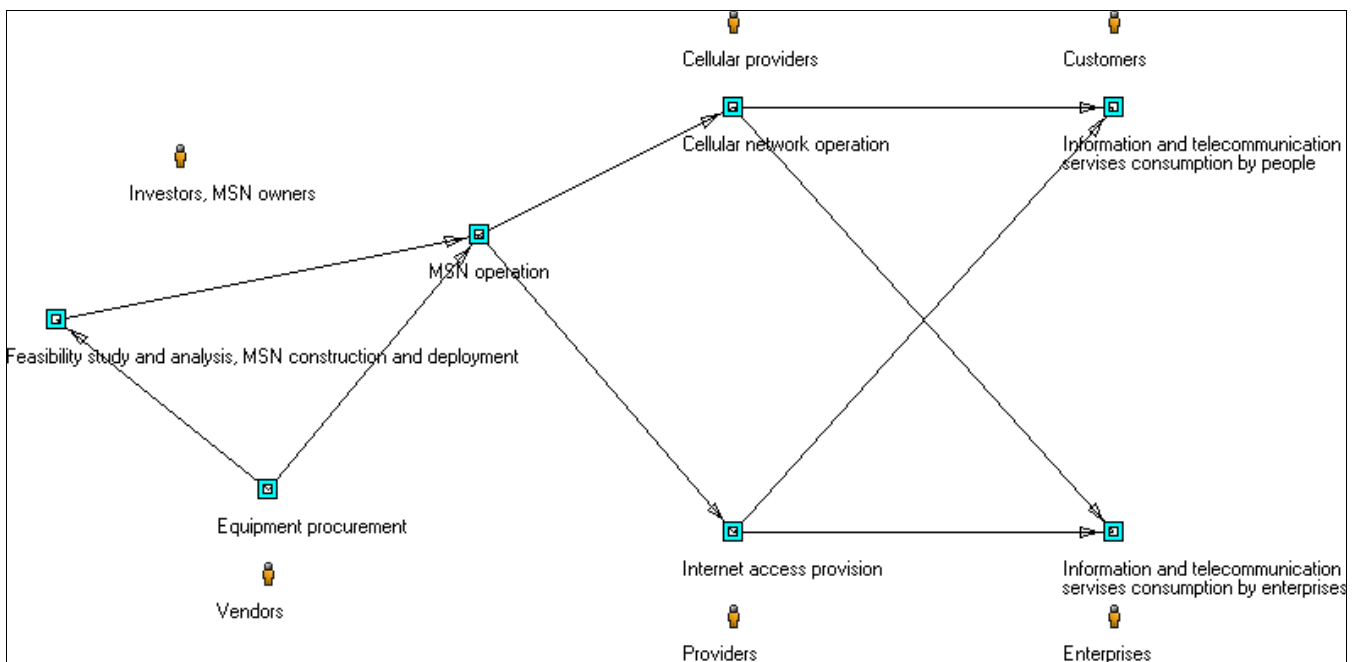 Cellular providers
Customers
Cellular network operation
Information and telecommunication
servises consumption by people
Investors, MSN owners
MSN operation
Feasibility study and analysis, MSN construction and deployment
Equipment procurement
Vendors
Internet access provision
Information and telecommunication
servises consumption by enterprises
Providers
Enterprises